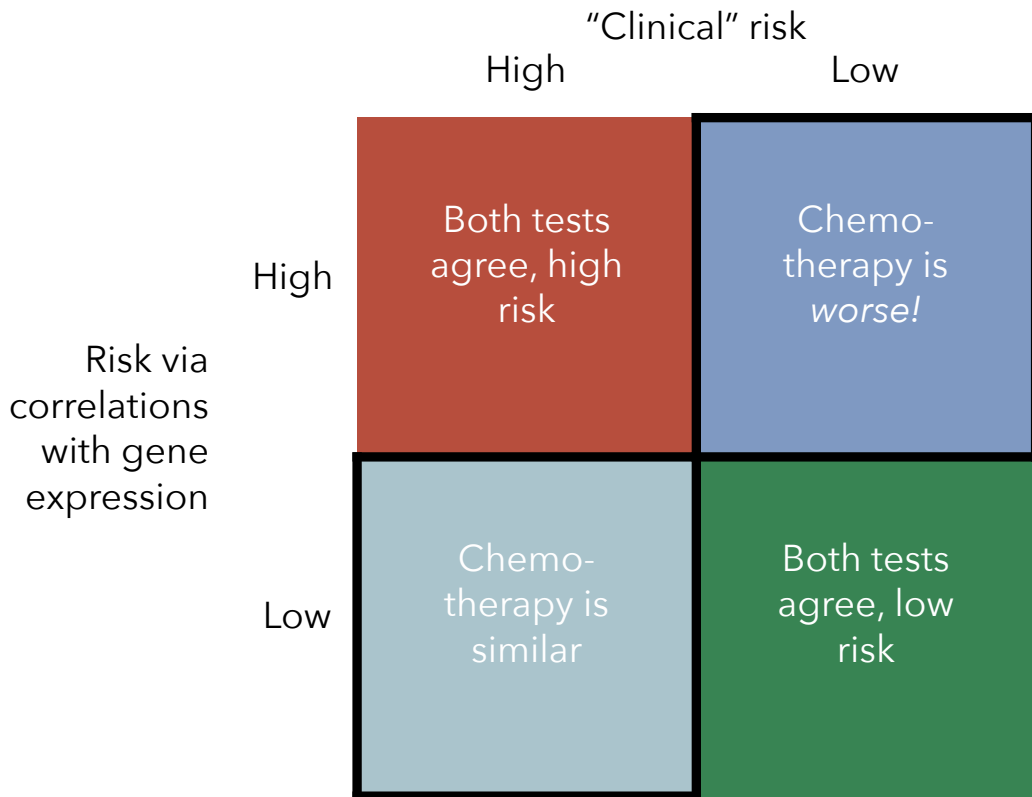 “Clinical” risk
High
Low
High
Both tests
agree, high
risk
Chemo-
therapy is
worse!
Risk via
correlations
with gene
expression
Low
Chemo-
therapy is
similar
Both tests
agree, low
risk